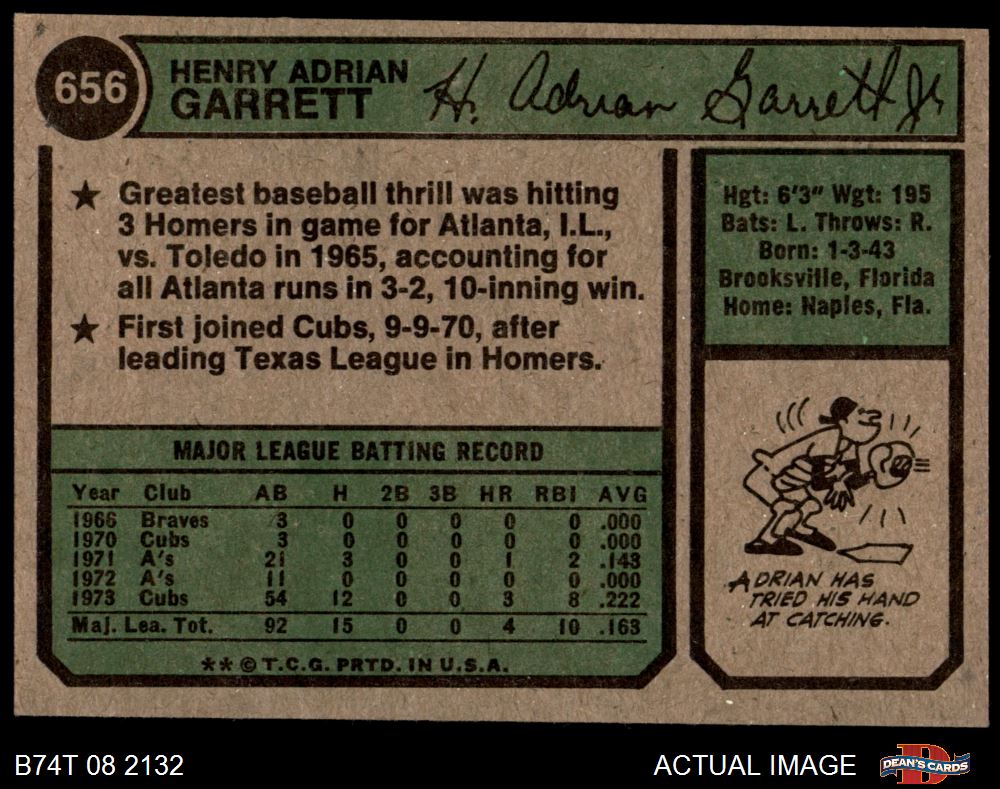 656
HENRY ADRIAN
GARRETT
H. Adrian Garrett Jr
★ Greatest baseball thrill was hitting
3 Homers in game for Atlanta, I.L.,
vs. Toledo in 1965, accounting for
all Atlanta runs in 3-2, 10-inning win.
★ First joined Cubs, 9-9-70, after
leading Texas League in Homers.
Hgt: 6'3" Wgt: 195
Bats: L. Throws: R.
Born: 1-3-43
Brooksville, Florida
Home: Naples, Fla.
MAJOR LEAGUE BATTING RECORD
Year Club AB H 2B 3B HR RBI AVG
1966 Braves 3 0 0 0 0 0 .000
1970 Cubs 3 0 0 0 0 0 .000
1971 A's 21 3 0 0 1 2 .143
1972 A's 11 0 0 0 0 0 .000
1973 Cubs 54 12 0 0 3 8 .222
Maj. Lea. Tot. 92 15 0 0 4 10 .163
** © T.C.G. PRTD. IN U.S.A.
ADRIAN HAS
TRIED HIS HAND
AT CATCHING.
B74T 08 2132
ACTUAL IMAGE
D
DEAN'S CARDS